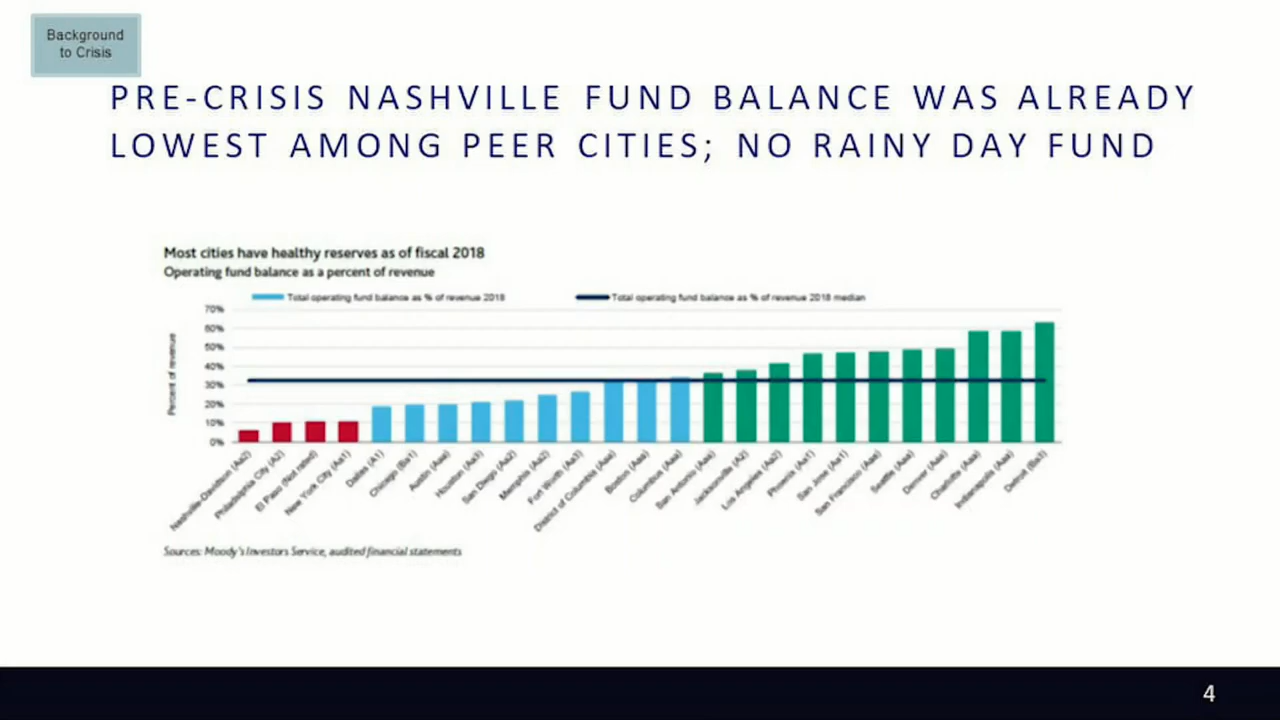 Background
to Crisis
PRE-CRISIS NASHVILLE FUND BALANCE WAS ALREADY
LOWEST AMONG PEER CITIES; NO RAINY DAY FUND
Most cities have healthy reserves as of fiscal 2018
Operating fund balance as a percent of revenue
Total operating fund balance as % of revenue 2018
Total operating fund balance as % of revenue 2018 median
Percent of revenue
70%
60%
50%
40%
30%
20%
10%
0%
Nashville-Davidson (Aa2)
Philadelphia City (A2)
El Paso (Not rated)
New York City (Aa1)
Dallas (A1)
Chicago (Ba1)
Austin (Aaa)
Houston (Aa3)
San Diego (Aa2)
Memphis (Aa2)
Fort Worth (Aa3)
District of Columbia (Aaa)
Boston (Aaa)
Columbus (Aaa)
San Antonio (Aaa)
Jacksonville (A2)
Los Angeles (Aa2)
Phoenix (Aa1)
San Jose (Aa1)
San Francisco (Aaa)
Seattle (Aaa)
Denver (Aaa)
Charlotte (Aaa)
Indianapolis (Aaa)
Detroit (Ba3)
Sources: Moody's Investors Service, audited financial statements
4